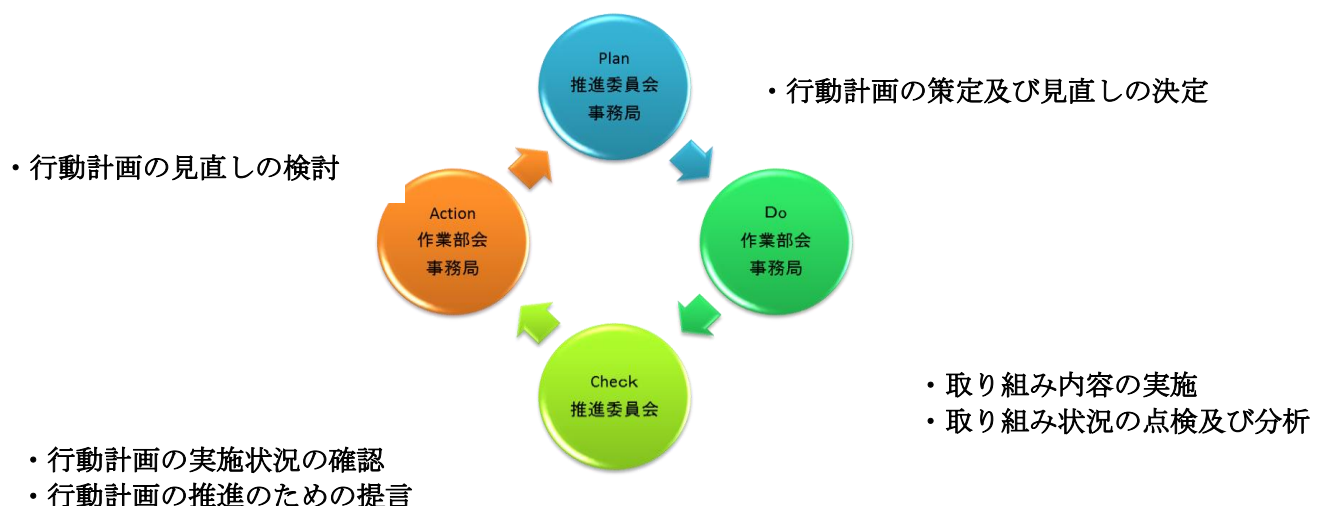 Plan
推進委員会
事務局
・行動計画の策定及び見直しの決定
・行動計画の見直しの検討
Action
作業部会
事務局
Do
作業部会
事務局
Check
推進委員会
・取り組み内容の実施
・取り組み状況の点検及び分析
・行動計画の実施状況の確認
・行動計画の推進のための提言